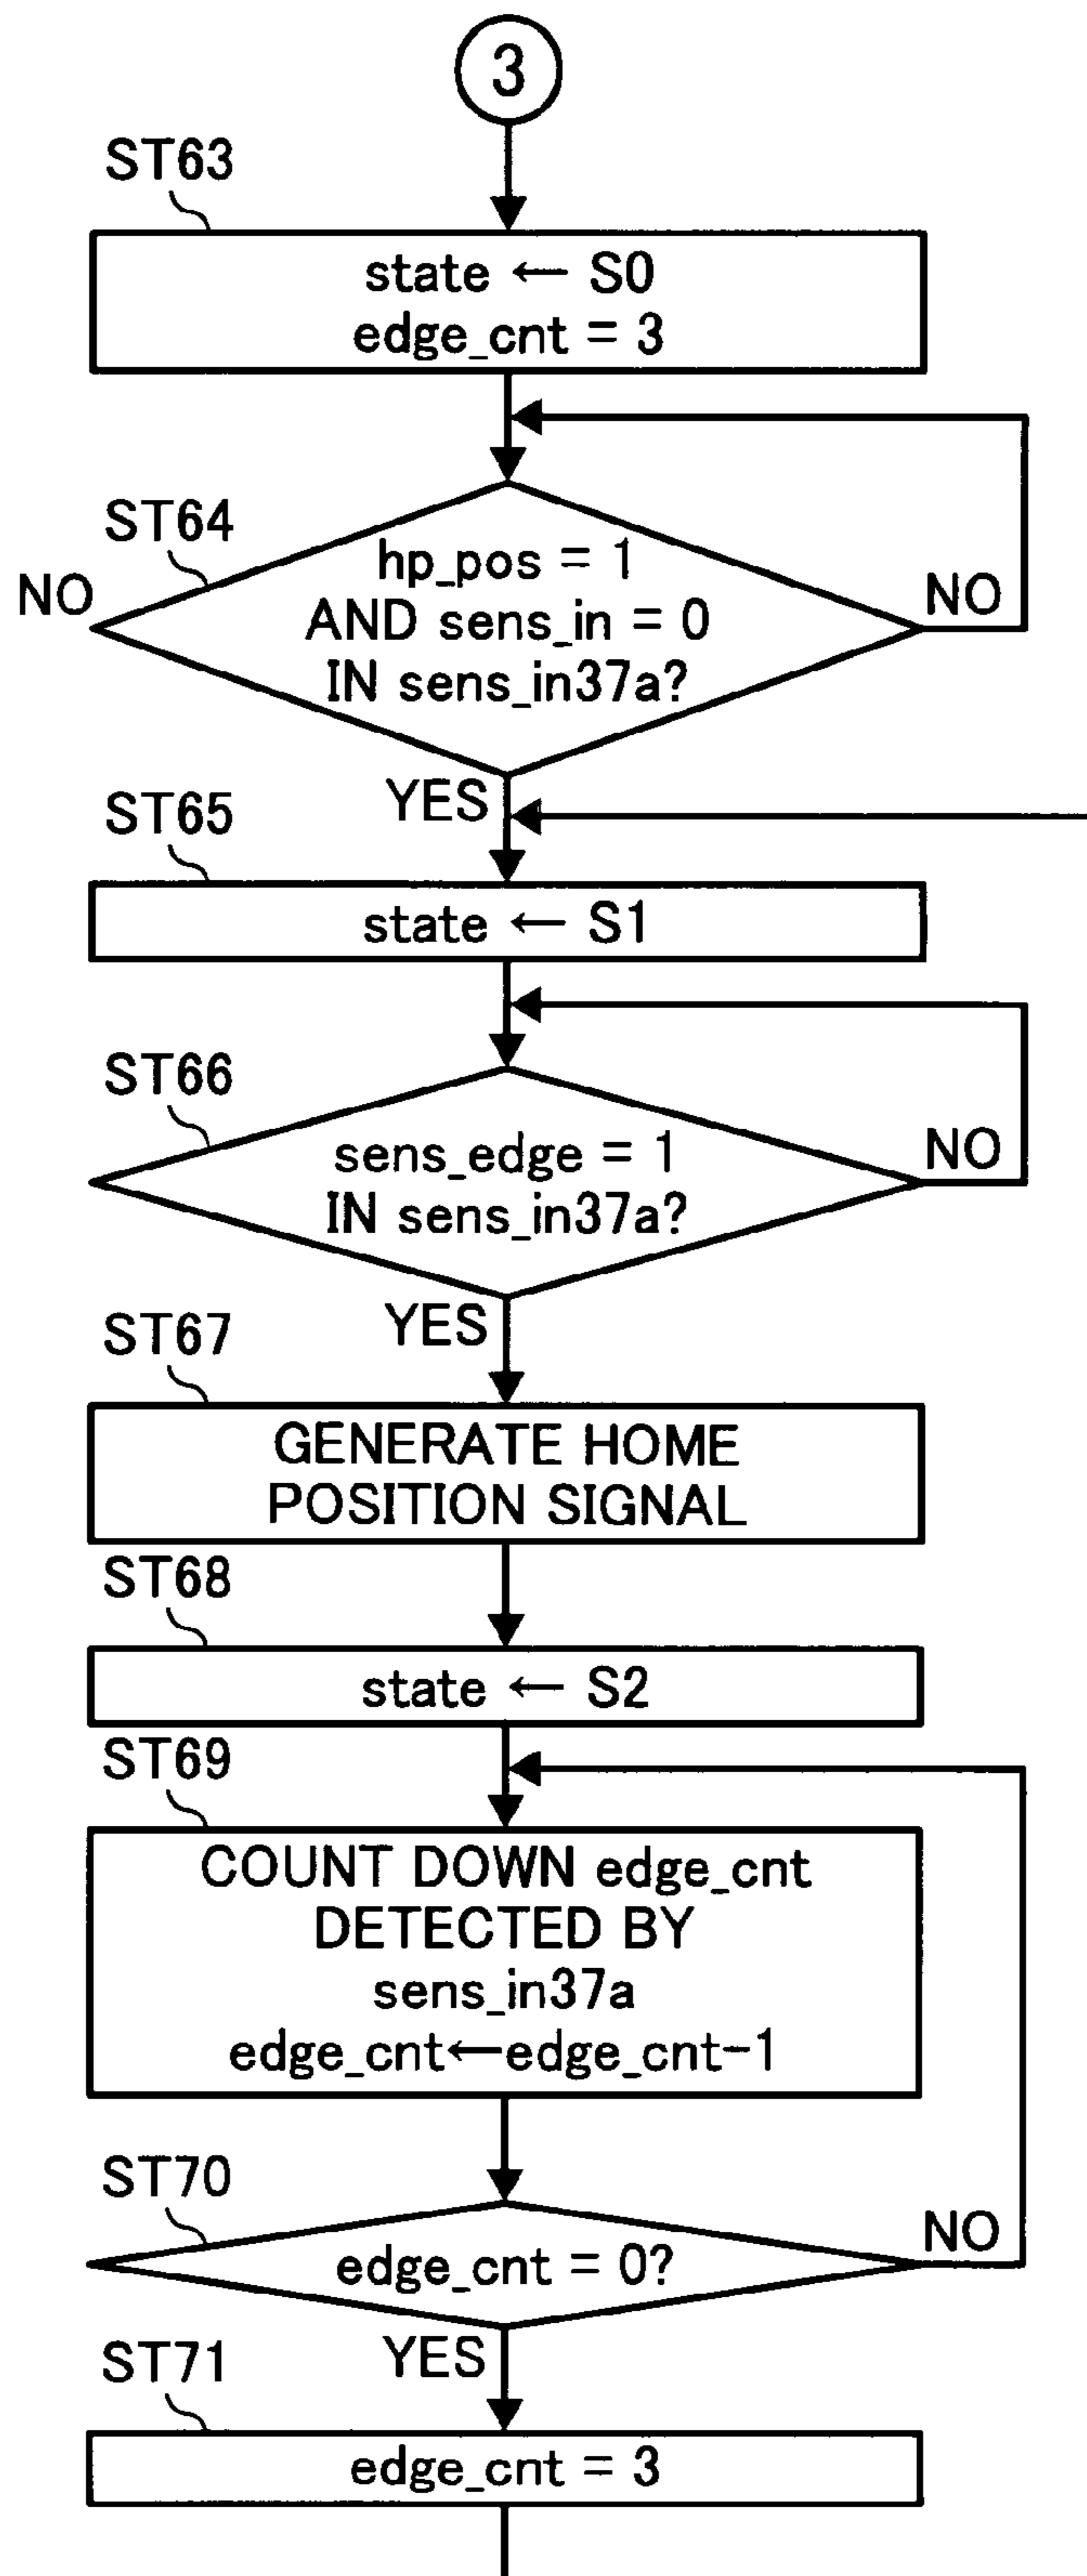 3
ST63
state ← S0
edge_cnt = 3
ST64
NO
hp_pos = 1
AND sens_in = 0
IN sens_in37a?
NO
YES
ST65
state ← S1
ST66
sens_edge = 1
IN sens_in37a?
NO
YES
ST67
GENERATE HOME
POSITION SIGNAL
ST68
state ← S2
ST69
COUNT DOWN edge_cnt
DETECTED BY
sens_in37a
edge_cnt←edge_cnt-1
ST70
edge_cnt = 0?
NO
YES
ST71
edge_cnt = 3